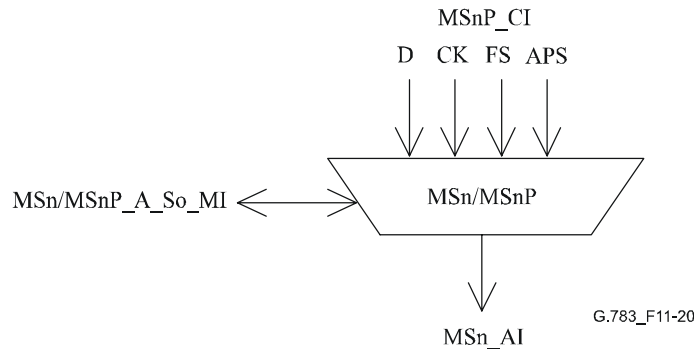 MSnP_CI
D CK FS APS
MSn/MSnP_A_So_MI
MSn/MSnP
G.783_F11-20
MSn_AI